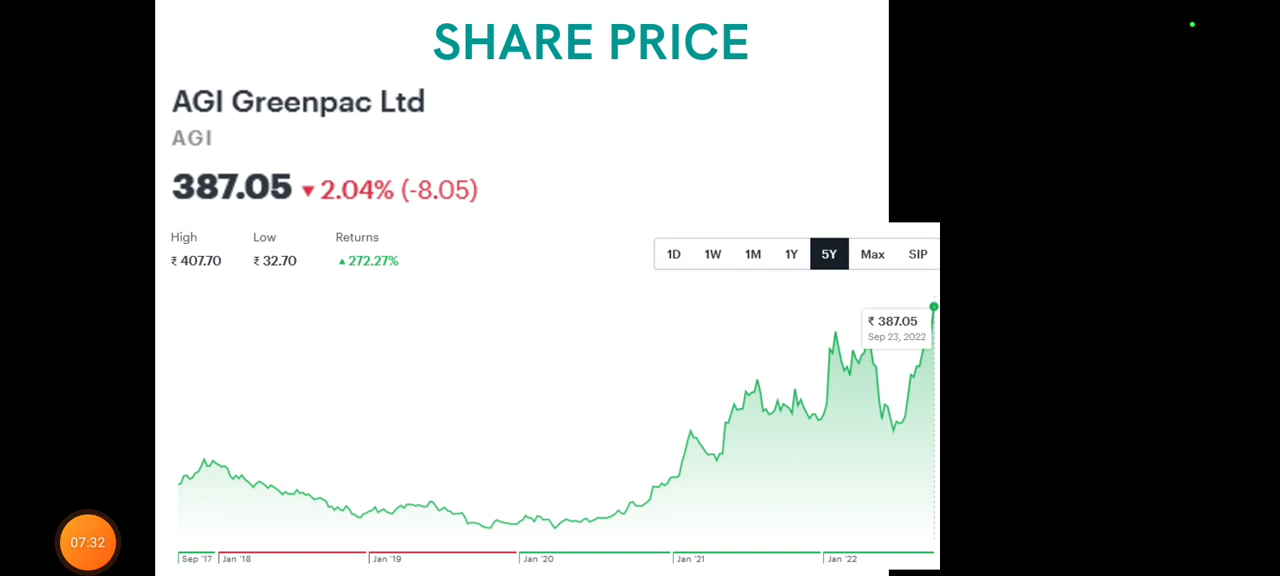 SHARE PRICE
AGI Greenpac Ltd
AGI
387.05 ▼ 2.04% (-8.05)
High Low Returns
₹ 407.70 ₹ 32.70 ▲ 272.27%
1D 1W 1M 1Y 5Y Max SIP
₹ 387.05
Sep 23, 2022
Sep '17 Jan '18 Jan '19 Jan '20 Jan '21 Jan '22
07:32